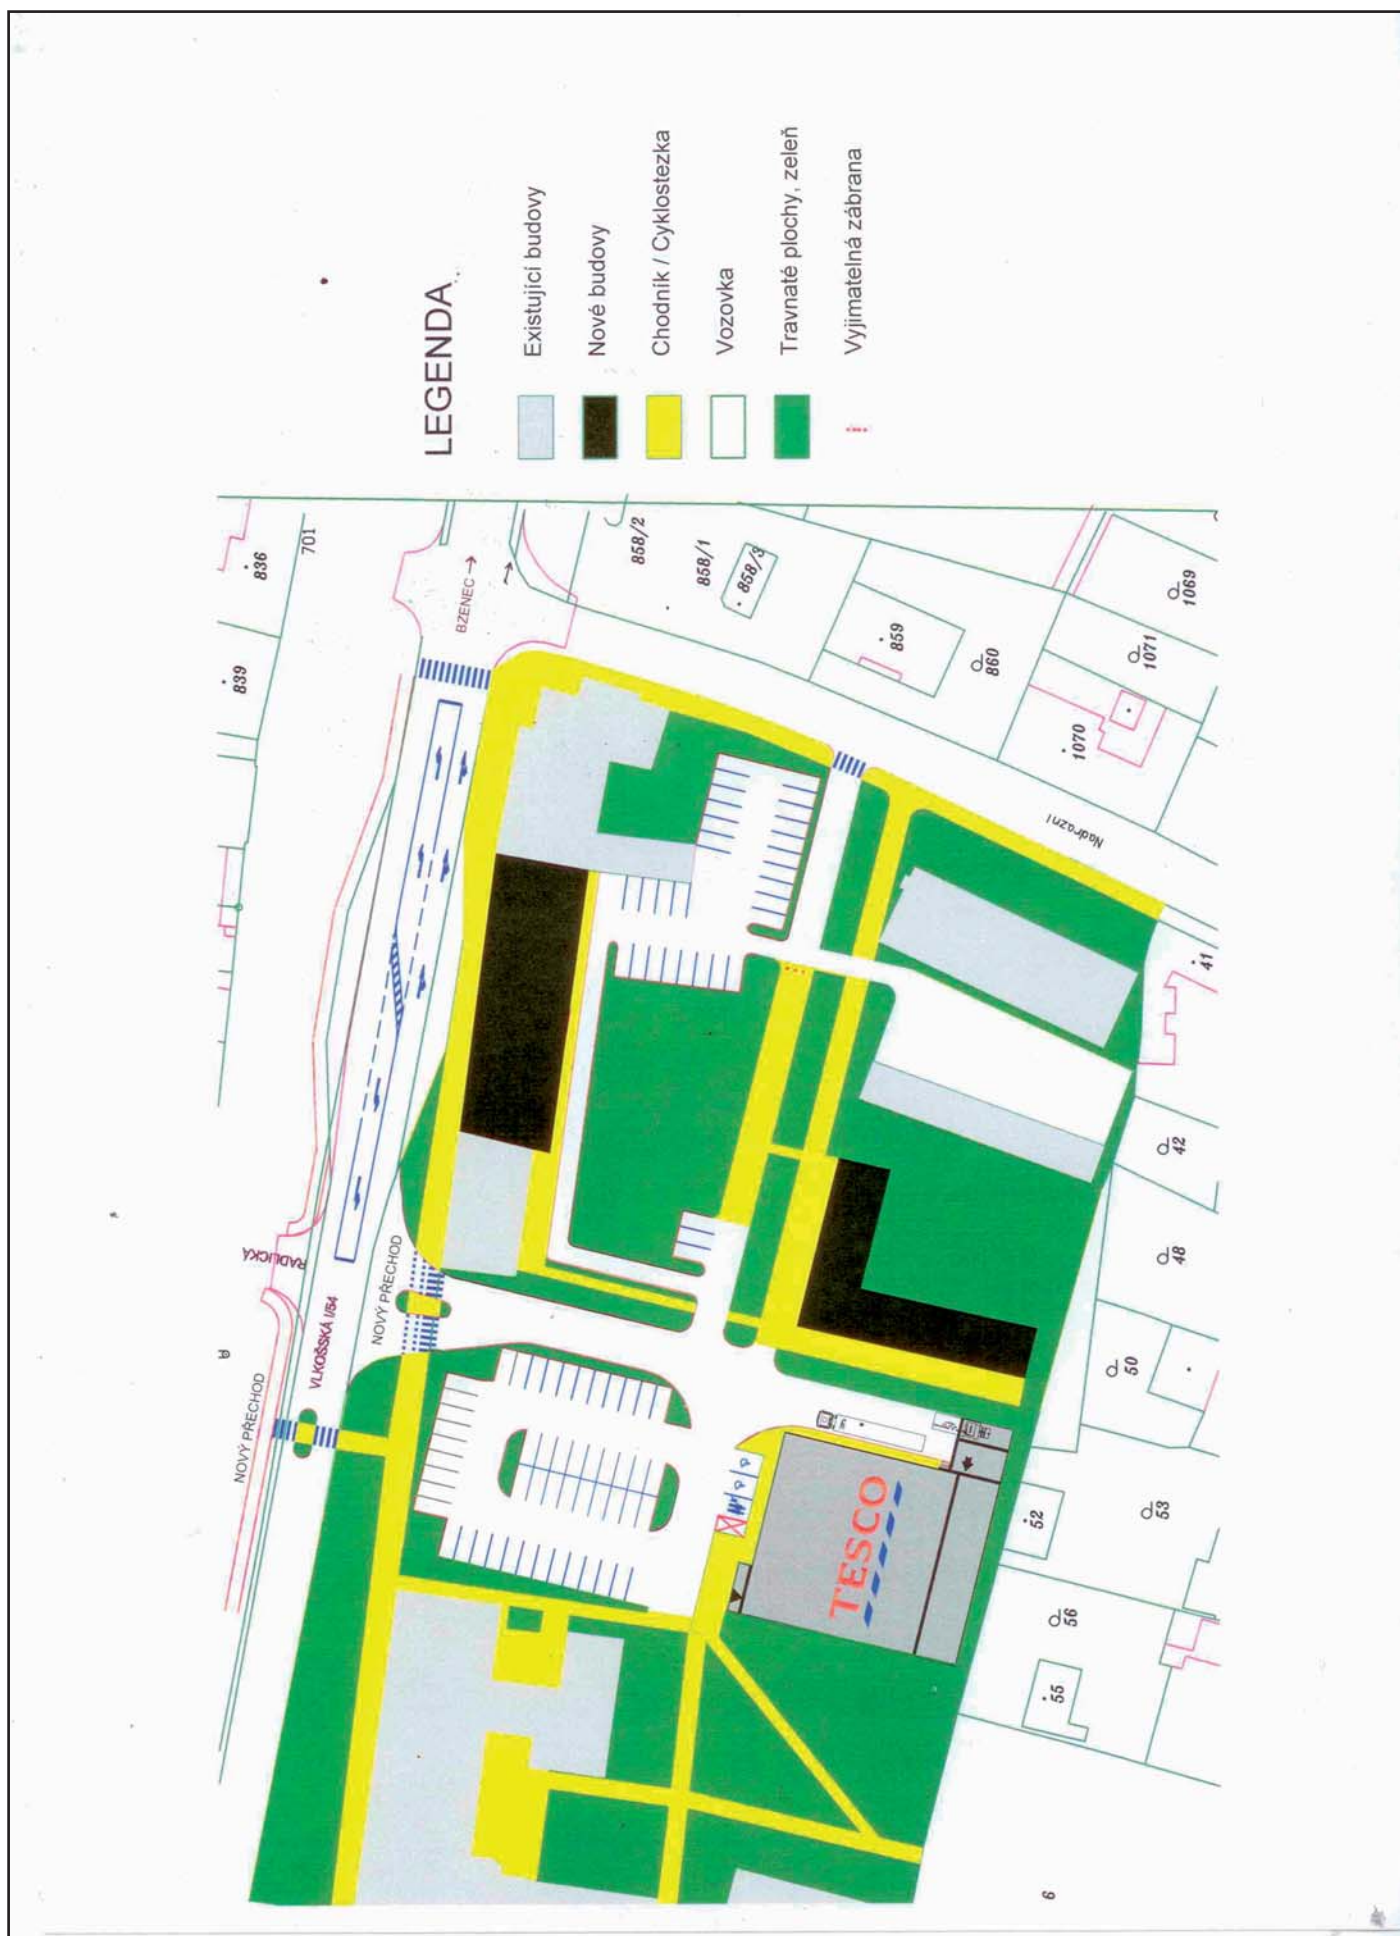 LEGENDA
Existující budovy
Nové budovy
Chodník / Cyklostezka
Vozovka
Travnaté plochy, zeleň
Vyjimatelná zábrana
836
701
839
BZENEC
858/2
858/1
858/3
859
860
1069
1071
1070
Nadrazní
41
42
48
50
RADLICKÁ
NOVÝ PŘECHOD
VLKOŠSKÁ I/54
NOVÝ PŘECHOD
TESCO
52
53
56
55
6